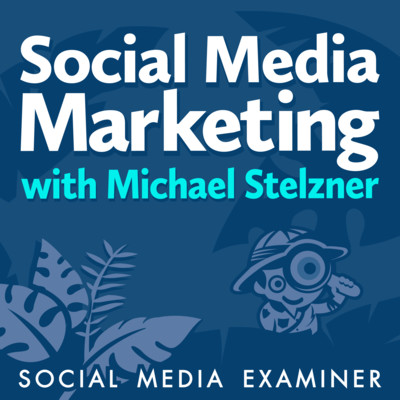 Social Media
Marketing
with Michael Stelzner
SOCIAL MEDIA EXAMINER